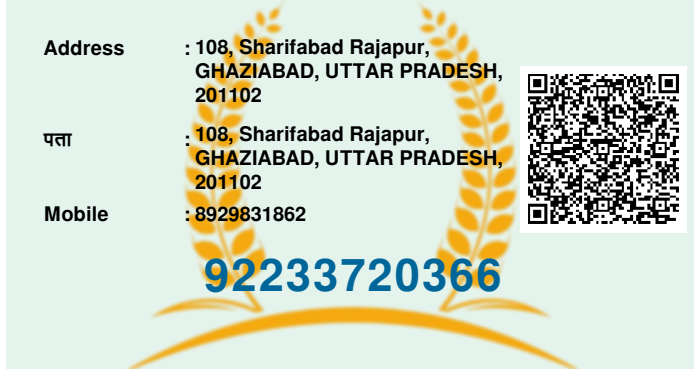 Address : 108, Sharifabad Rajapur,
GHAZIABAD, UTTAR PRADESH,
201102
पता : 108, Sharifabad Rajapur,
GHAZIABAD, UTTAR PRADESH,
201102
Mobile : 8929831862
92233720366